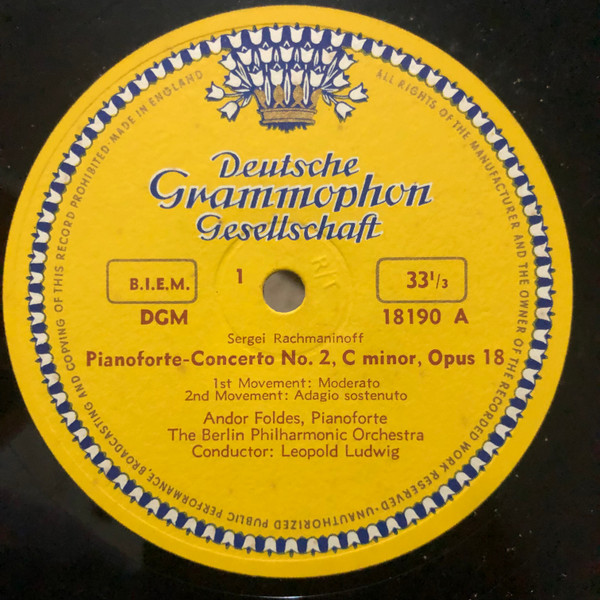 Deutsche
Grammophon
Gesellschaft
B.I.E.M.
1
R/T
33 1/3
DGM
18190 A
Sergei Rachmaninoff
Pianoforte-Concerto No. 2, C minor, Opus 18
1st Movement: Moderato
2nd Movement: Adagio sostenuto
Andor Foldes, Pianoforte
The Berlin Philharmonic Orchestra
Conductor: Leopold Ludwig
ALL RIGHTS OF THE MANUFACTURER AND THE OWNER OF THE RECORDED WORK RESERVED·UNAUTHORIZED PUBLIC PERFORMANCE, BROADCASTING AND COPYING OF THIS RECORD PROHIBITED·MADE IN ENGLAND